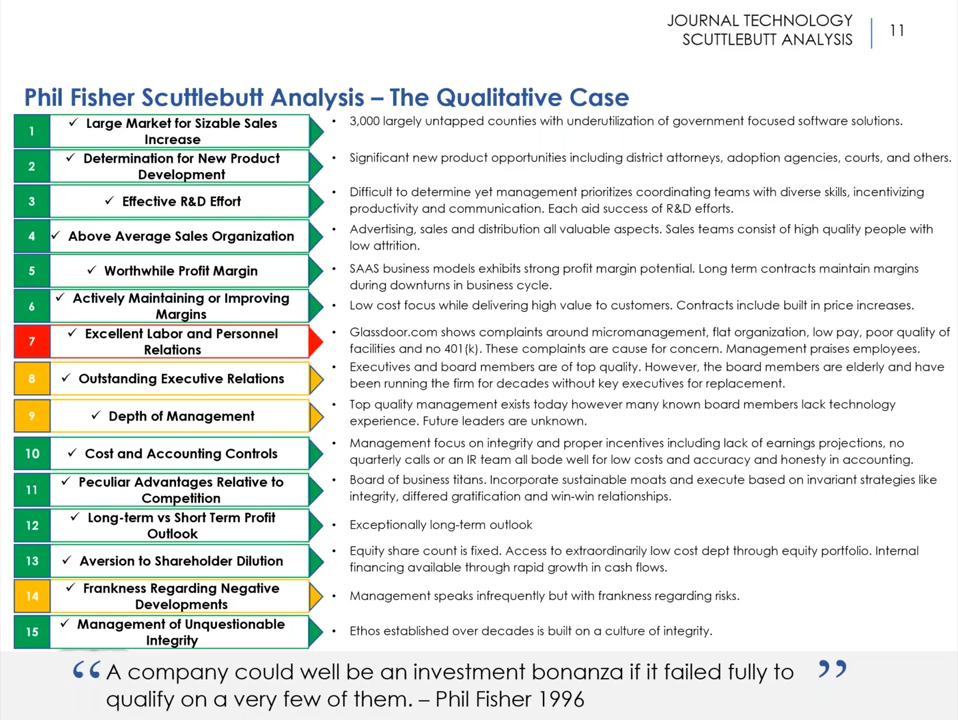 JOURNAL TECHNOLOGY
SCUTTLEBUTT ANALYSIS
11
Phil Fisher Scuttlebutt Analysis – The Qualitative Case
1
✓ Large Market for Sizable Sales
Increase
• 3,000 largely untapped counties with underutilization of government focused software solutions.
2
✓ Determination for New Product
Development
• Significant new product opportunities including district attorneys, adoption agencies, courts, and others.
3
✓ Effective R&D Effort
• Difficult to determine yet management prioritizes coordinating teams with diverse skills, incentivizing
productivity and communication. Each aid success of R&D efforts.
4
✓ Above Average Sales Organization
• Advertising, sales and distribution all valuable aspects. Sales teams consist of high quality people with
low attrition.
5
✓ Worthwhile Profit Margin
• SAAS business models exhibits strong profit margin potential. Long term contracts maintain margins
during downturns in business cycle.
6
✓ Actively Maintaining or Improving
Margins
• Low cost focus while delivering high value to customers. Contracts include built in price increases.
7
✓ Excellent Labor and Personnel
Relations
• Glassdoor.com shows complaints around micromanagement, flat organization, low pay, poor quality of
facilities and no 401(k). These complaints are cause for concern. Management praises employees.
8
✓ Outstanding Executive Relations
• Executives and board members are of top quality. However, the board members are elderly and have
been running the firm for decades without key executives for replacement.
9
✓ Depth of Management
• Top quality management exists today however many known board members lack technology
experience. Future leaders are unknown.
10
✓ Cost and Accounting Controls
• Management focus on integrity and proper incentives including lack of earnings projections, no
quarterly calls or an IR team all bode well for low costs and accuracy and honesty in accounting.
11
✓ Peculiar Advantages Relative to
Competition
• Board of business titans. Incorporate sustainable moats and execute based on invariant strategies like
integrity, differed gratification and win-win relationships.
12
✓ Long-term vs Short Term Profit
Outlook
• Exceptionally long-term outlook
13
✓ Aversion to Shareholder Dilution
• Equity share count is fixed. Access to extraordinarily low cost dept through equity portfolio. Internal
financing available through rapid growth in cash flows.
14
✓ Frankness Regarding Negative
Developments
• Management speaks infrequently but with frankness regarding risks.
15
✓ Management of Unquestionable
Integrity
• Ethos established over decades is built on a culture of integrity.
“ A company could well be an investment bonanza if it failed fully to ”
qualify on a very few of them. – Phil Fisher 1996